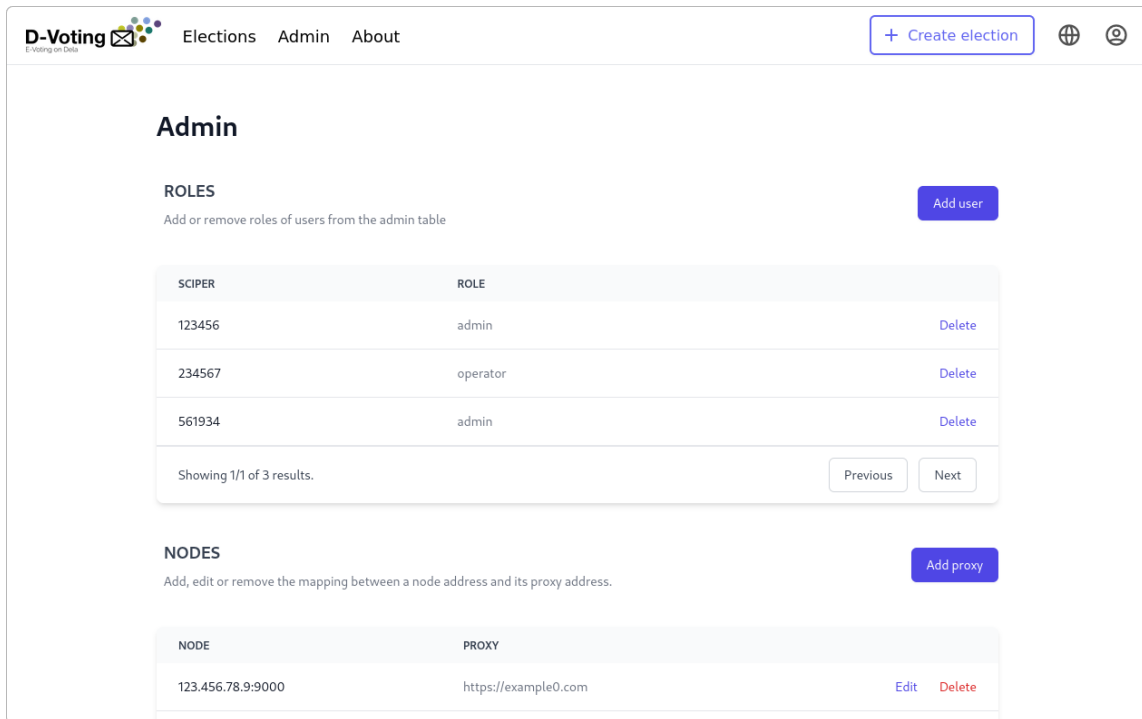 D-Voting
E-Voting on Dela
Elections Admin About
+ Create election
Admin
ROLES
Add or remove roles of users from the admin table
Add user
SCIPER ROLE
123456 admin Delete
234567 operator Delete
561934 admin Delete
Showing 1/1 of 3 results. Previous Next
NODES
Add, edit or remove the mapping between a node address and its proxy address.
Add proxy
NODE PROXY
123.456.78.9:9000 https://example0.com Edit Delete